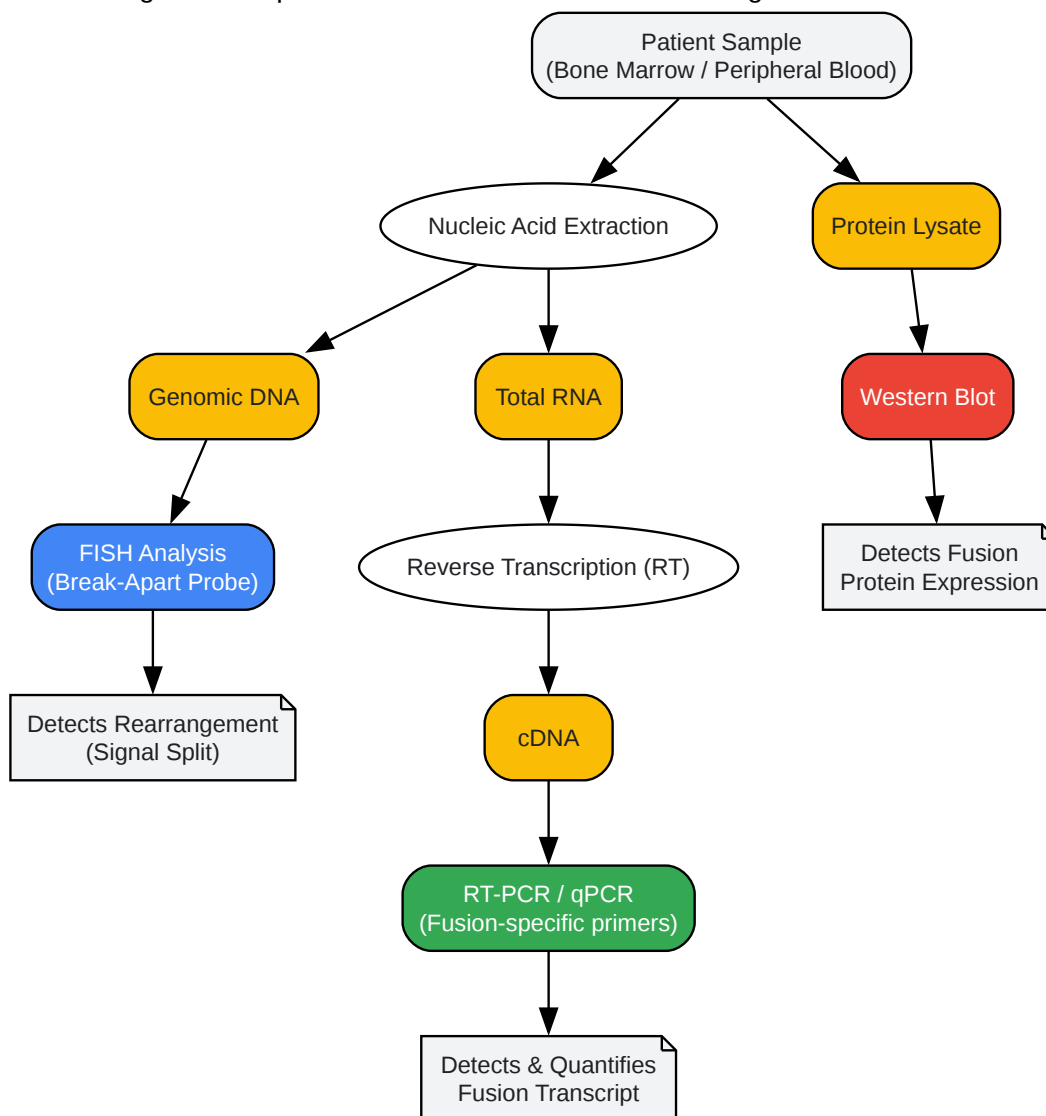 Patient Sample
(Bone Marrow / Peripheral Blood)
Nucleic Acid Extraction
Protein Lysate
Genomic DNA
Total RNA
Western Blot
FISH Analysis
(Break-Apart Probe)
Reverse Transcription (RT)
Detects Fusion
Protein Expression
Detects Rearrangement
(Signal Split)
cDNA
RT-PCR / qPCR
(Fusion-specific primers)
Detects & Quantifies
Fusion Transcript